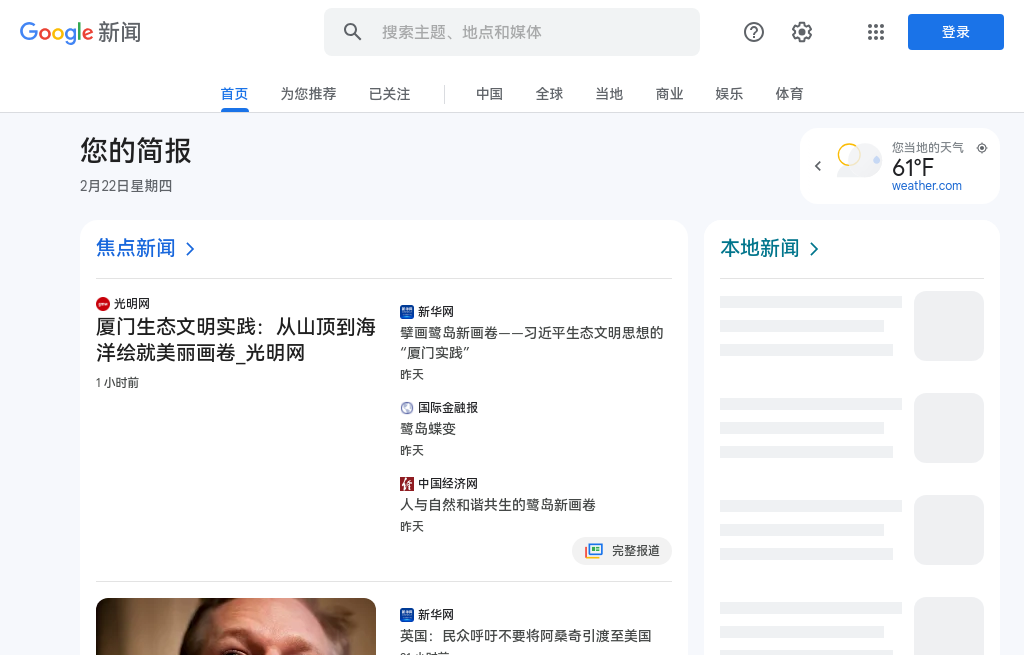 Google 新闻
搜索主题、地点和媒体
登录
首页
为您推荐
已关注
中国
全球
当地
商业
娱乐
体育
您的简报
2月22日星期四
您当地的天气
61°F
weather.com
焦点新闻
光明网
厦门生态文明实践：从山顶到海
洋绘就美丽画卷_光明网
1 小时前
新华网
擘画鹭岛新画卷——习近平生态文明思想的
“厦门实践”
昨天
国际金融报
鹭岛蝶变
昨天
中国经济网
人与自然和谐共生的鹭岛新画卷
昨天
完整报道
新华网
英国：民众呼吁不要将阿桑奇引渡至美国
本地新闻